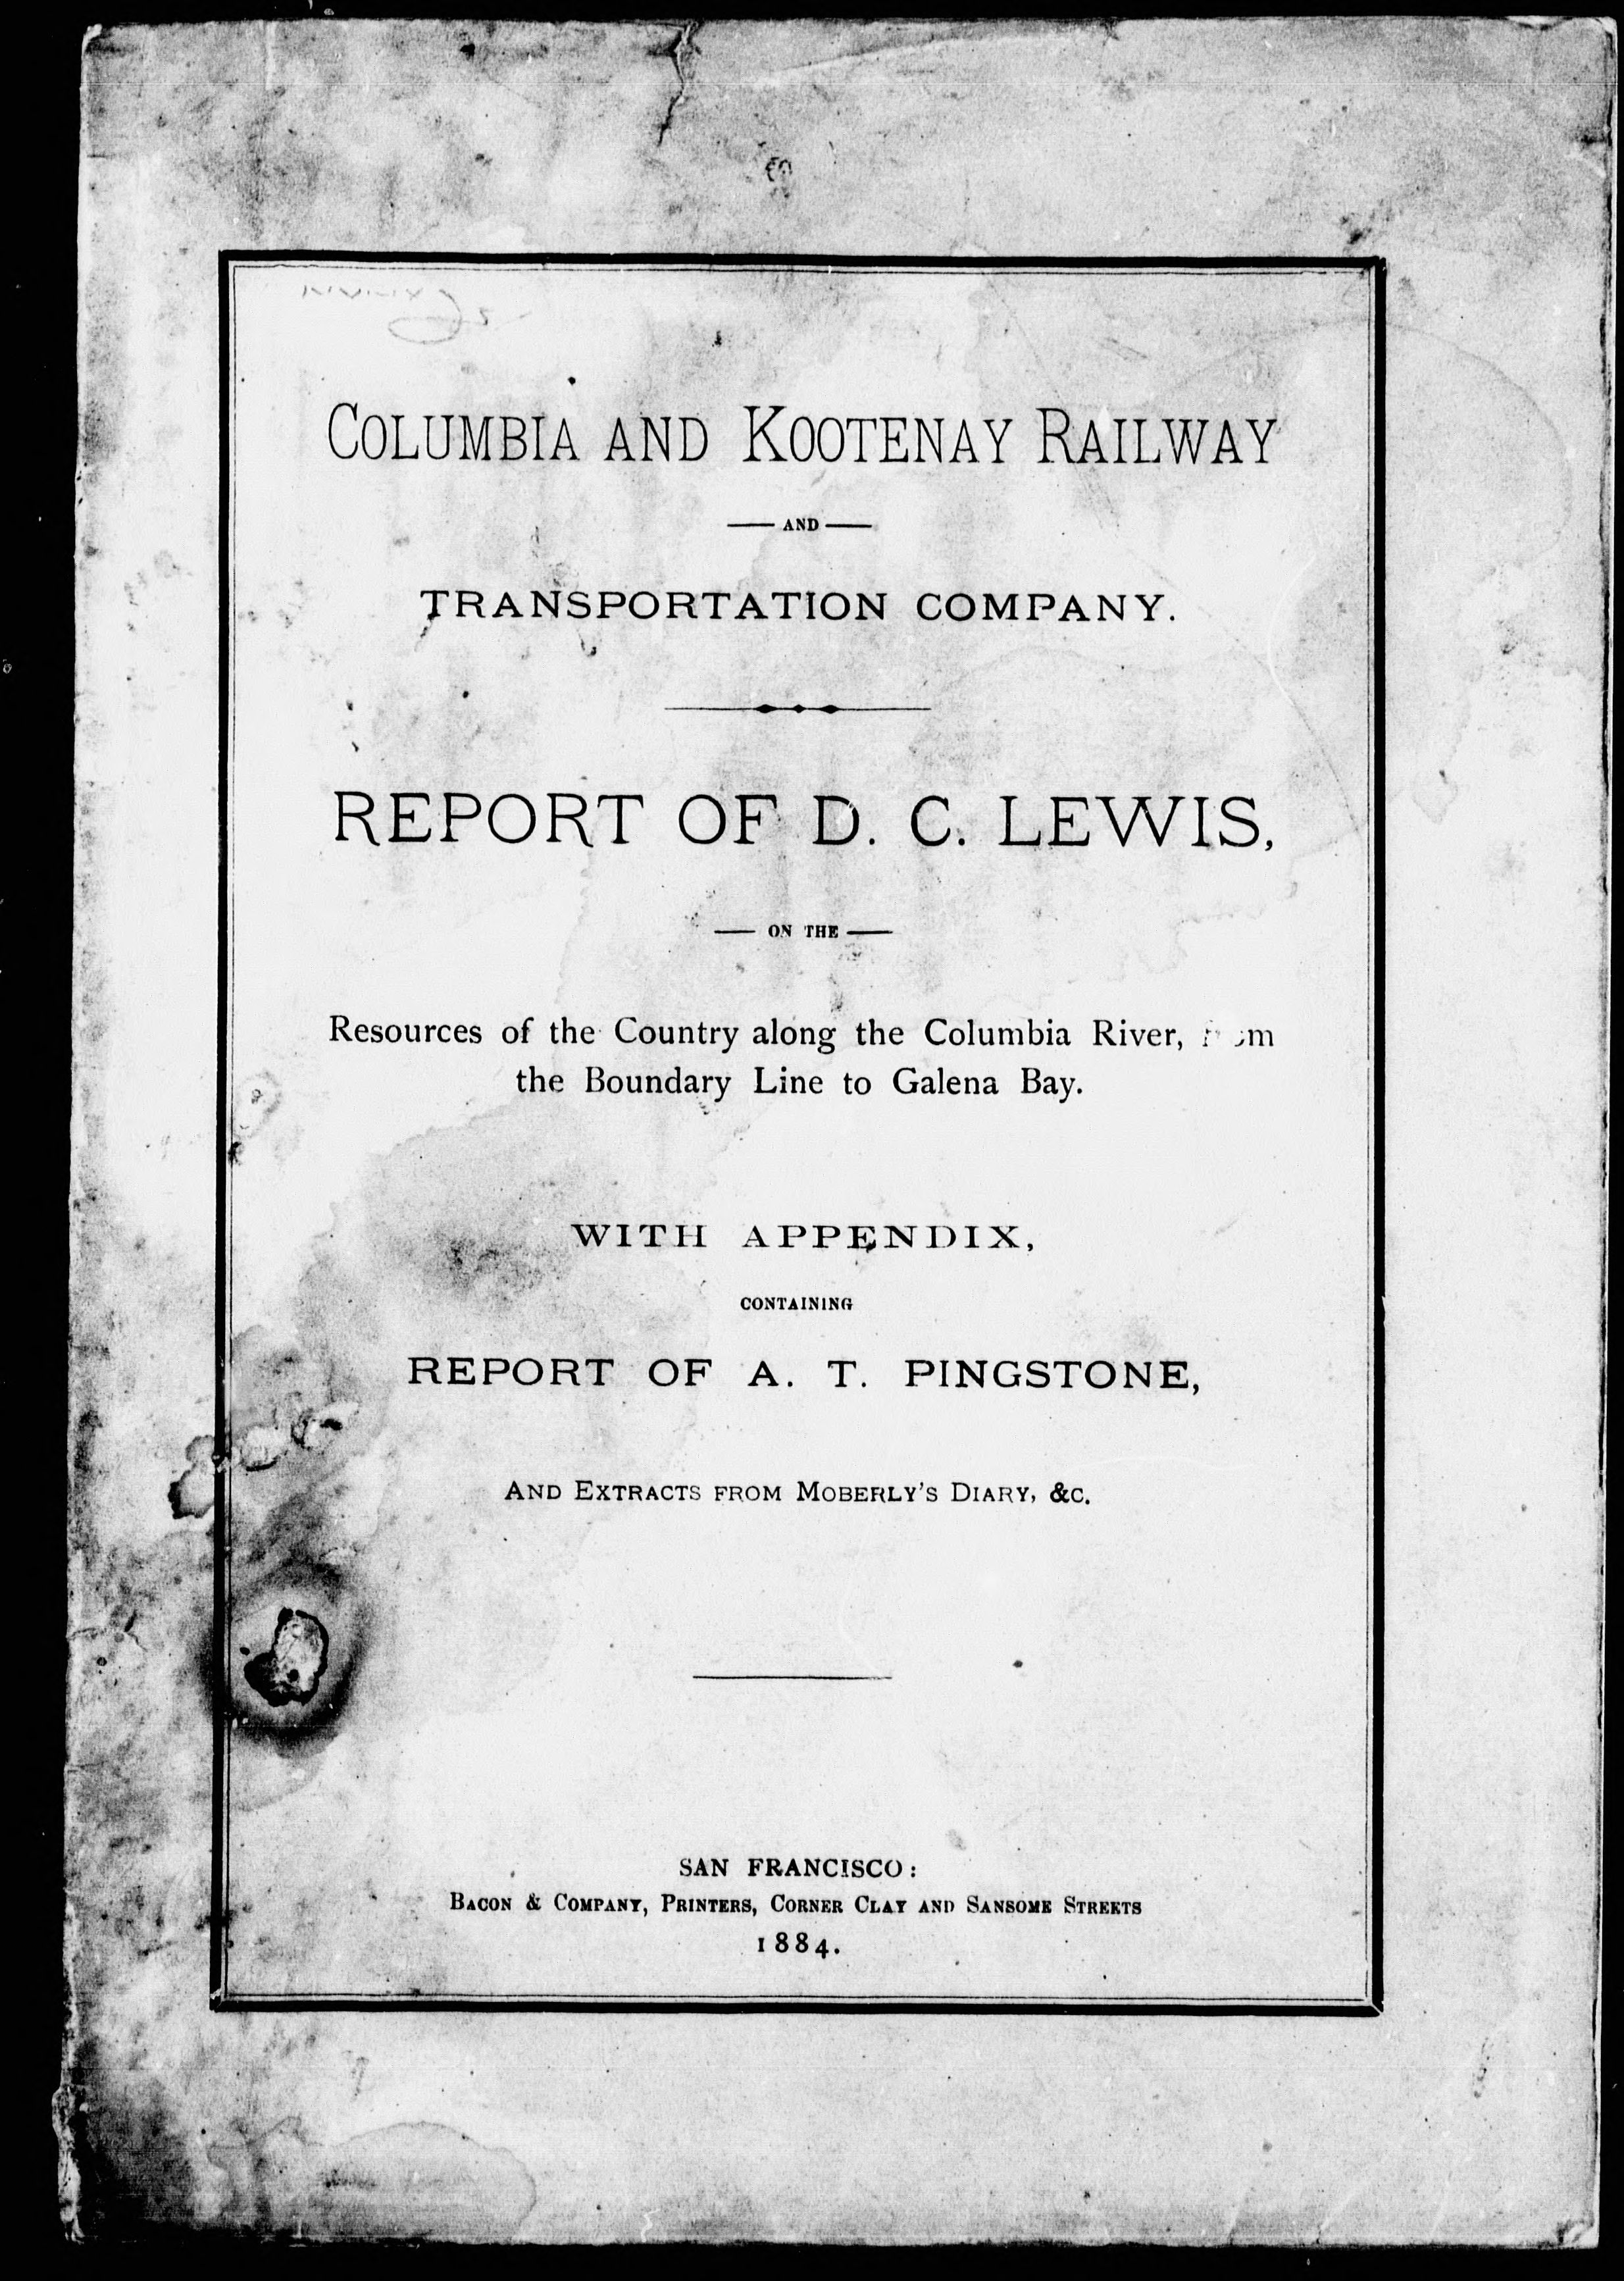 COLUMBIA AND KOOTENAY RAILWAY
AND
TRANSPORTATION COMPANY.
REPORT OF D. C. LEWIS,
ON THE
Resources of the Country along the Columbia River, from
the Boundary Line to Galena Bay.
WITH APPENDIX,
CONTAINING
REPORT OF A. T. PINGSTONE,
AND EXTRACTS FROM MOBERLY'S DIARY, &C.
SAN FRANCISCO:
BACON & COMPANY, PRINTERS, CORNER CLAY AND SANSOME STREETS
1884.